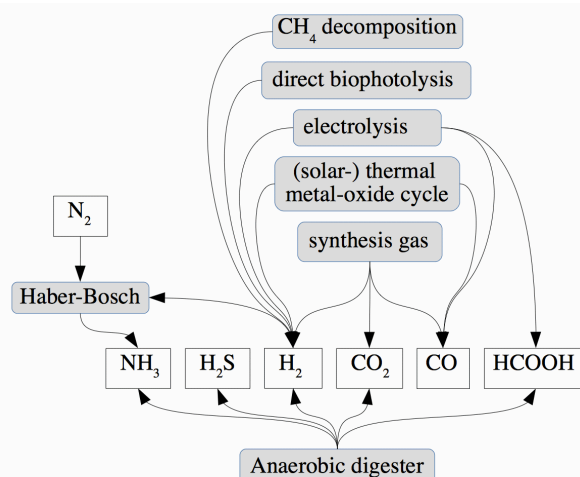 CH₄ decomposition
direct biophotolysis
electrolysis
(solar-) thermal
metal-oxide cycle
N₂
synthesis gas
Haber-Bosch
NH₃
H₂S
H₂
CO₂
CO
HCOOH
Anaerobic digester